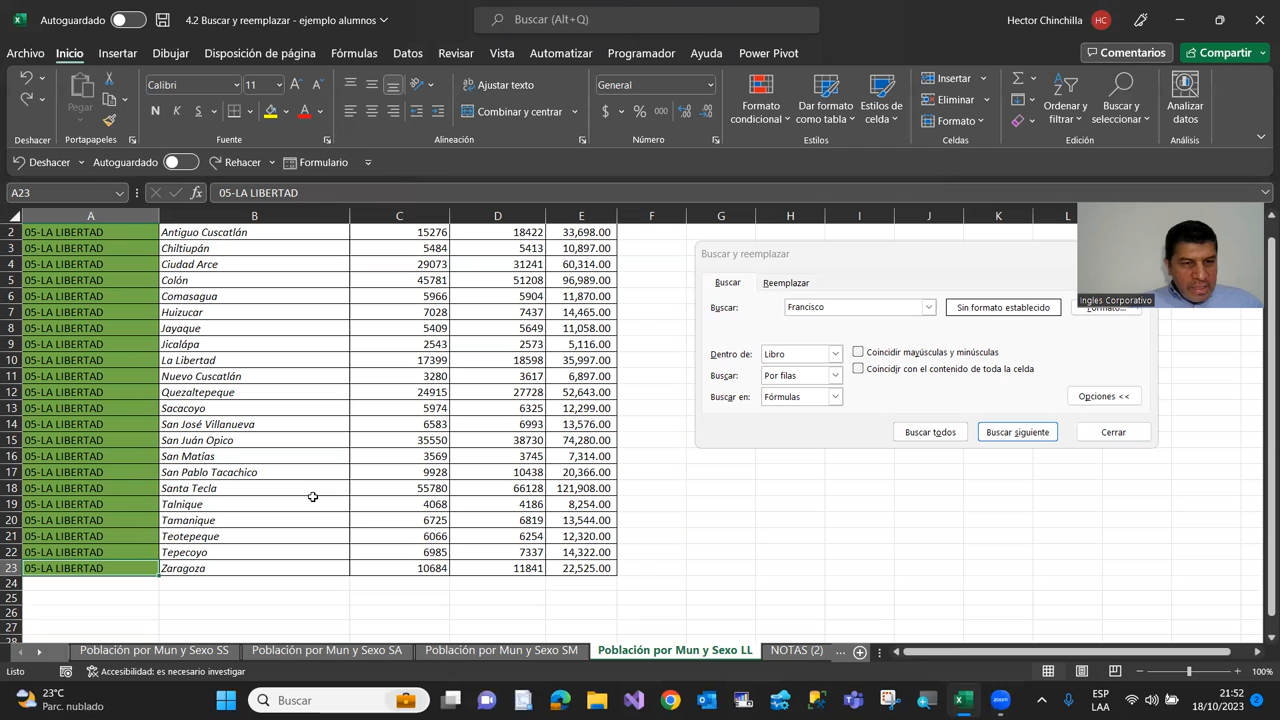 Autoguardado
4.2 Buscar y reemplazar - ejemplo alumnos
Buscar (Alt+Q)
Hector Chinchilla HC
Archivo Inicio Insertar Dibujar Disposición de página Fórmulas Datos Revisar Vista Automatizar Programador Ayuda Power Pivot
Comentarios Compartir
Pegar
Calibri 11
N K S
Ajustar texto
Combinar y centrar
General
$ % 000
Formato condicional
Dar formato como tabla
Estilos de celda
Insertar
Eliminar
Formato
Ordenar y filtrar
Buscar y seleccionar
Analizar datos
Deshacer Portapapeles Fuente Alineación Número Estilos Celdas Edición Análisis
Deshacer Autoguardado Rehacer Formulario
A23 fx 05-LA LIBERTAD
A B C D E F G H I J K L
2 05-LA LIBERTAD Antiguo Cuscatlán 15276 18422 33,698.00
3 05-LA LIBERTAD Chiltiupán 5484 5413 10,897.00
4 05-LA LIBERTAD Ciudad Arce 29073 31241 60,314.00
5 05-LA LIBERTAD Colón 45781 51208 96,989.00
6 05-LA LIBERTAD Comasagua 5966 5904 11,870.00
7 05-LA LIBERTAD Huizucar 7028 7437 14,465.00
8 05-LA LIBERTAD Jayaque 5409 5649 11,058.00
9 05-LA LIBERTAD Jicalápa 2543 2573 5,116.00
10 05-LA LIBERTAD La Libertad 17399 18598 35,997.00
11 05-LA LIBERTAD Nuevo Cuscatlán 3280 3617 6,897.00
12 05-LA LIBERTAD Quezaltepeque 24915 27728 52,643.00
13 05-LA LIBERTAD Sacacoyo 5974 6325 12,299.00
14 05-LA LIBERTAD San José Villanueva 6583 6993 13,576.00
15 05-LA LIBERTAD San Juán Opico 35550 38730 74,280.00
16 05-LA LIBERTAD San Matías 3569 3745 7,314.00
17 05-LA LIBERTAD San Pablo Tacachico 9928 10438 20,366.00
18 05-LA LIBERTAD Santa Tecla 55780 66128 121,908.00
19 05-LA LIBERTAD Talnique 4068 4186 8,254.00
20 05-LA LIBERTAD Tamanique 6725 6819 13,544.00
21 05-LA LIBERTAD Teotepeque 6066 6254 12,320.00
22 05-LA LIBERTAD Tepecoyo 6985 7337 14,322.00
23 05-LA LIBERTAD Zaragoza 10684 11841 22,525.00
24
25
26
27
28
Buscar y reemplazar
Buscar Reemplazar
Buscar: Francisco Sin formato establecido Formato...
Dentro de: Libro Coincidir mayúsculas y minúsculas
Buscar: Por filas Coincidir con el contenido de toda la celda
Buscar en: Fórmulas Opciones <<
Buscar todos Buscar siguiente Cerrar
Ingles Corporativo
Población por Mun y Sexo SS Población por Mun y Sexo SA Población por Mun y Sexo SM Población por Mun y Sexo LL NOTAS (2) ...
Listo Accesibilidad: es necesario investigar 100%
23°C
Parc. nublado
Buscar
ESP
LAA
21:52
18/10/2023